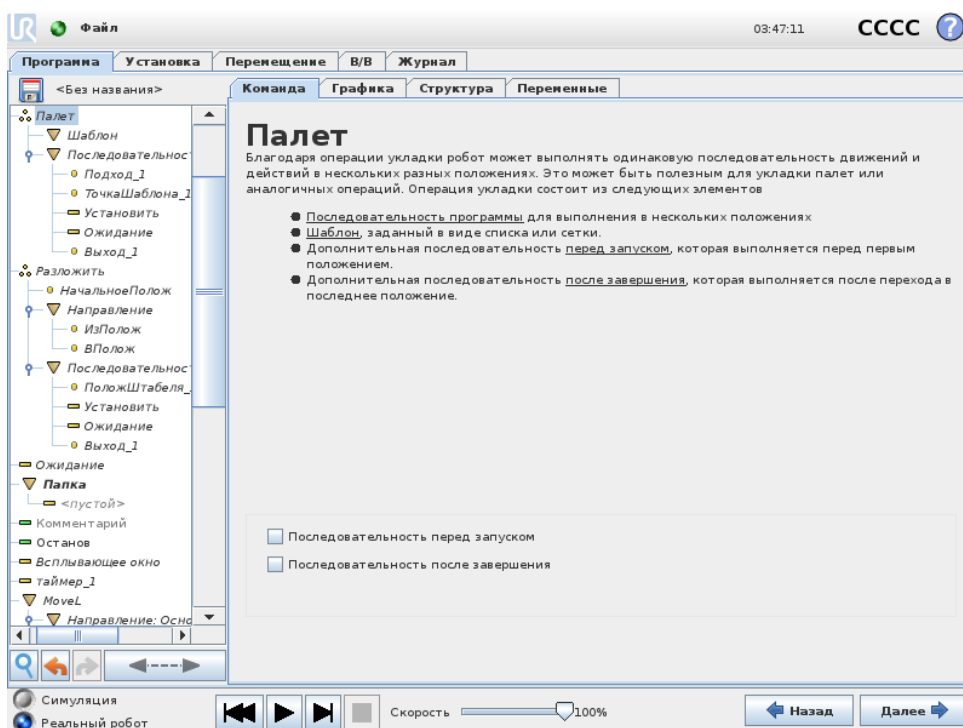 UR Файл 03:47:11 CCCC ?
Программа Установка Перемещение В/В Журнал
<Без названия>
Команда Графика Структура Переменные
Палет
Шаблон
Последовательност
Подход_1
ТочкаШаблона_1
Установить
Ожидание
Выход_1
Разложить
НачальноеПолож
Направление
ИзПолож
ВПолож
Последовательност
ПоложШтабеля_
Установить
Ожидание
Выход_1
Ожидание
Папка
<пустой>
Комментарий
Останов
Всплывающее окно
таймер_1
MoveL
Направление: Осно
Палет
Благодаря операции укладки робот может выполнять одинаковую последовательность движений и
действий в нескольких разных положениях. Это может быть полезным для укладки палет или
аналогичных операций. Операция укладки состоит из следующих элементов
Последовательность программы для выполнения в нескольких положениях
Шаблон, заданный в виде списка или сетки.
Дополнительная последовательность перед запуском, которая выполняется перед первым
положением.
Дополнительная последовательность после завершения, которая выполняется после перехода в
последнее положение.
Последовательность перед запуском
Последовательность после завершения
Симуляция
Реальный робот
Скорость 100%
Назад Далее